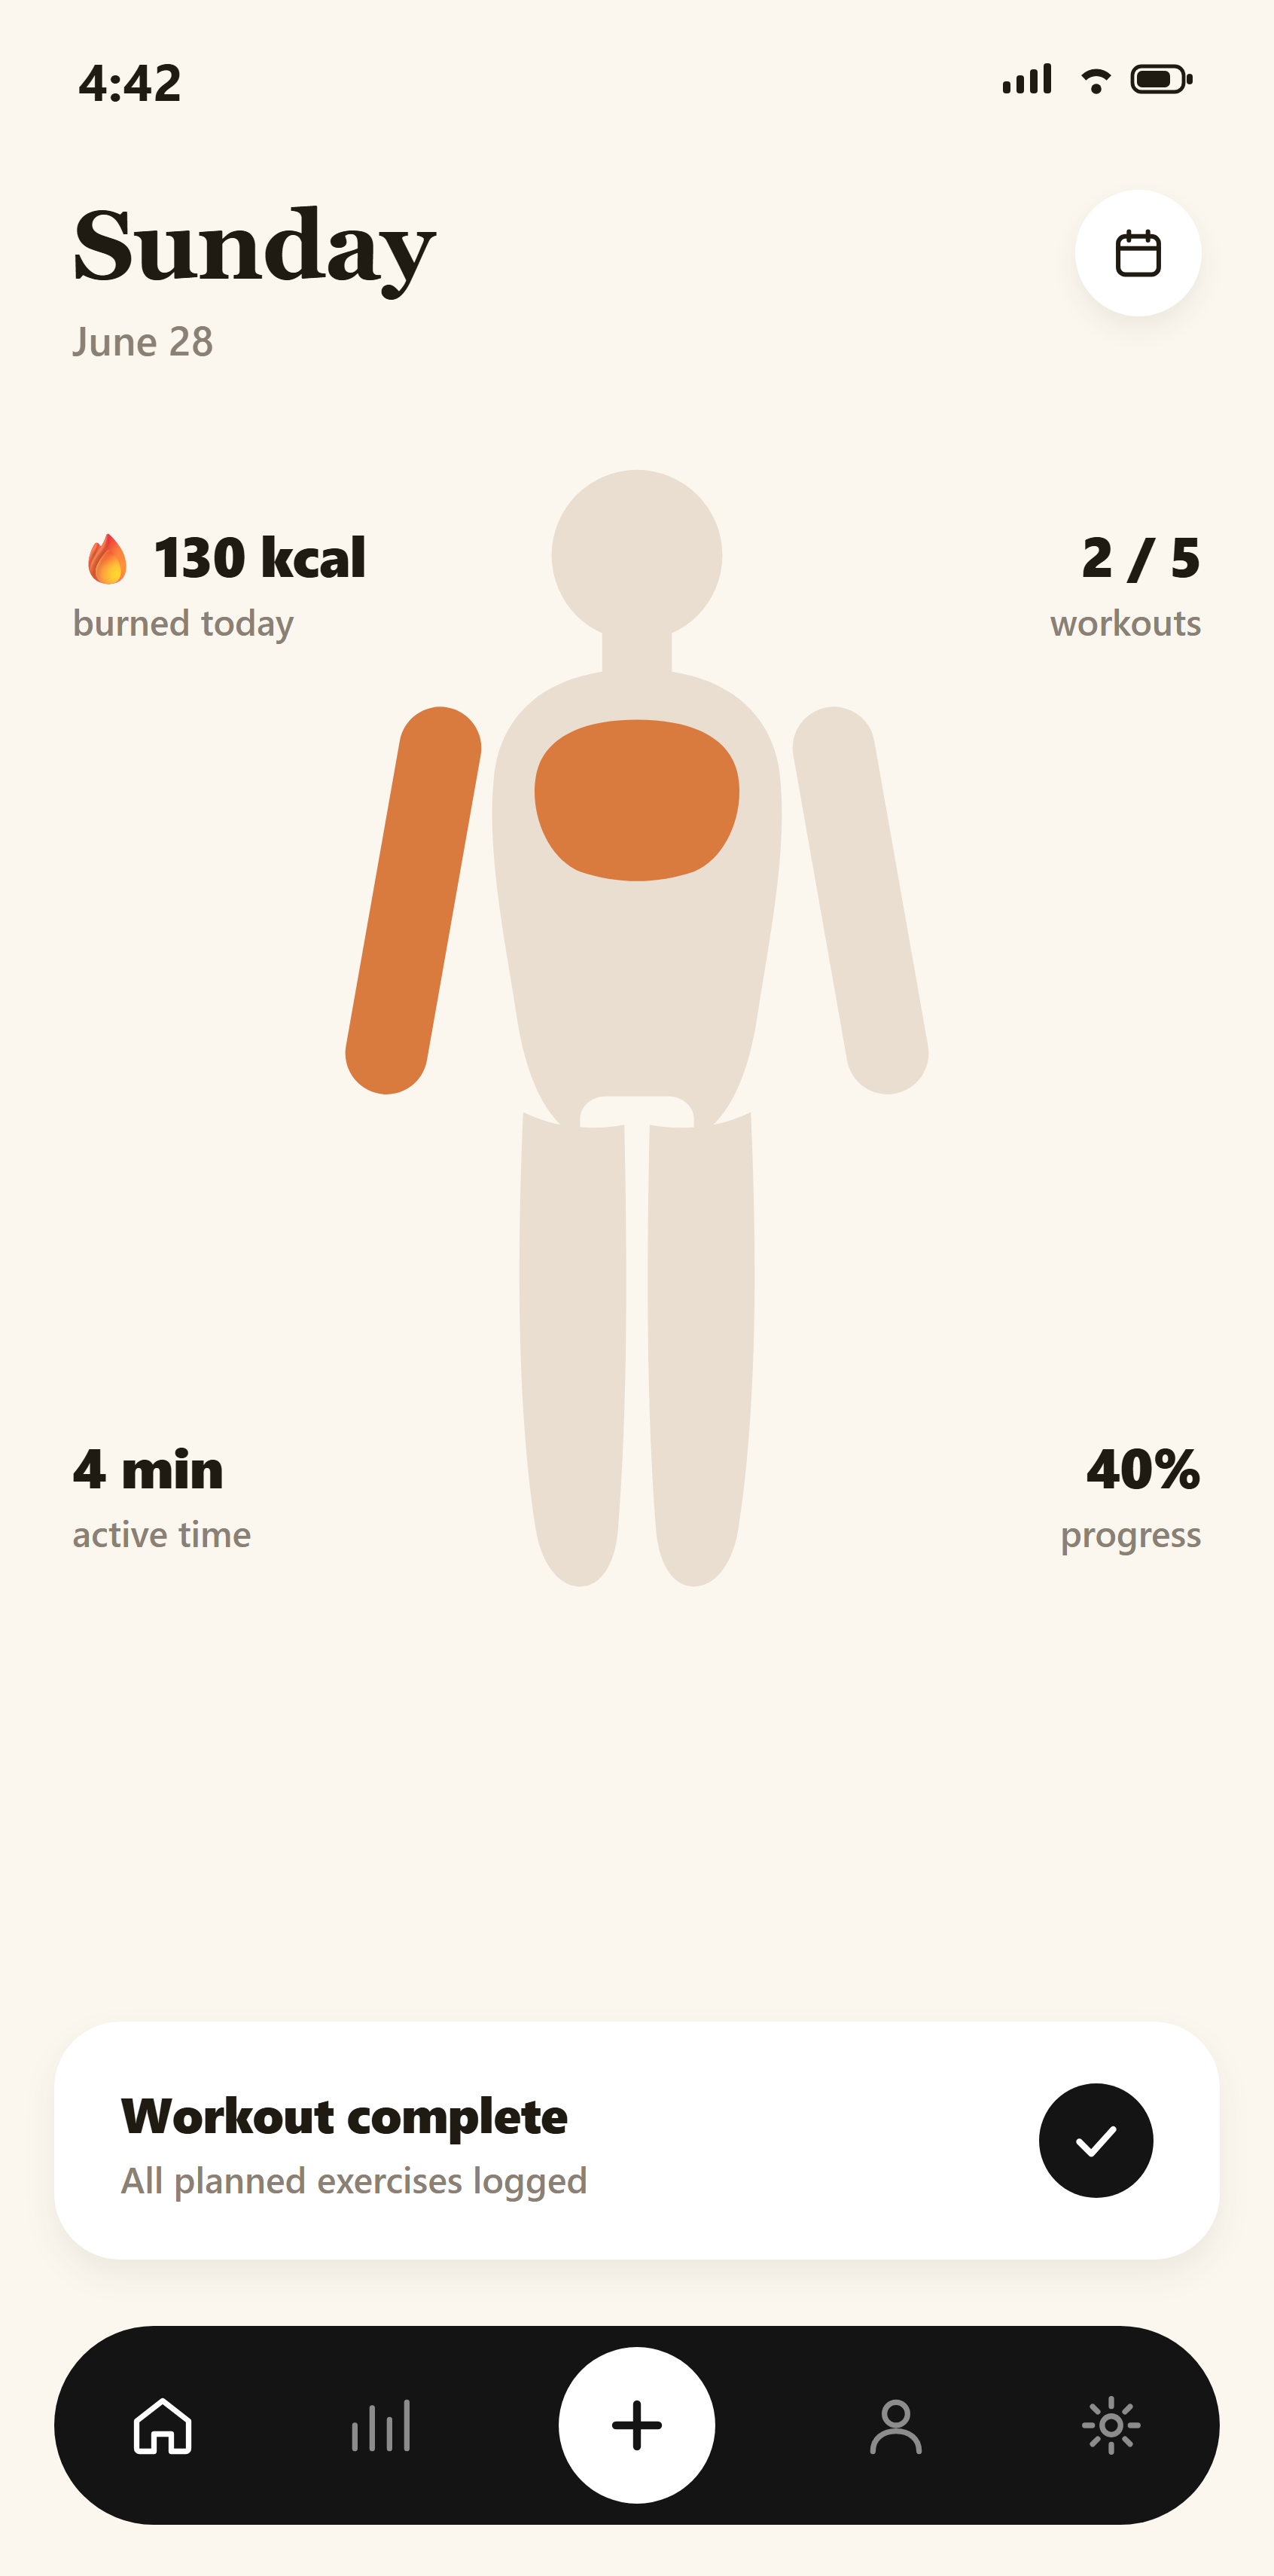 4:42
Sunday
June 28
🔥 130 kcal
burned today
2 / 5
workouts
4 min
active time
40%
progress
Workout complete
All planned exercises logged